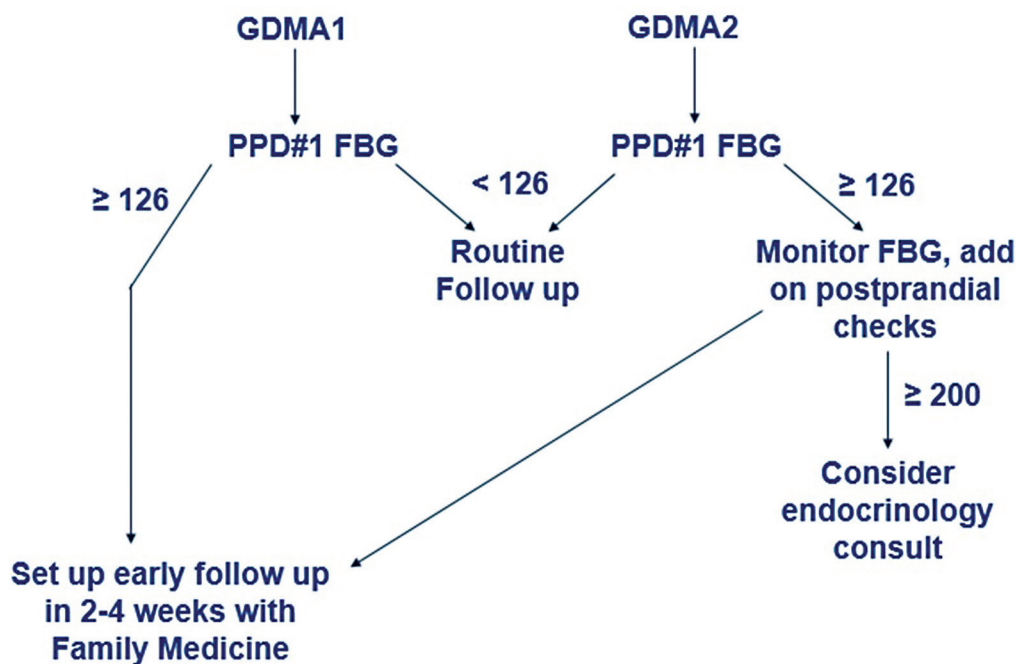 GDMA1
GDMA2
PPD#1 FBG
PPD#1 FBG
≥ 126
< 126
≥ 126
Routine
Follow up
Monitor FBG, add
on postprandial
checks
≥ 200
Consider
endocrinology
consult
Set up early follow up
in 2-4 weeks with
Family Medicine